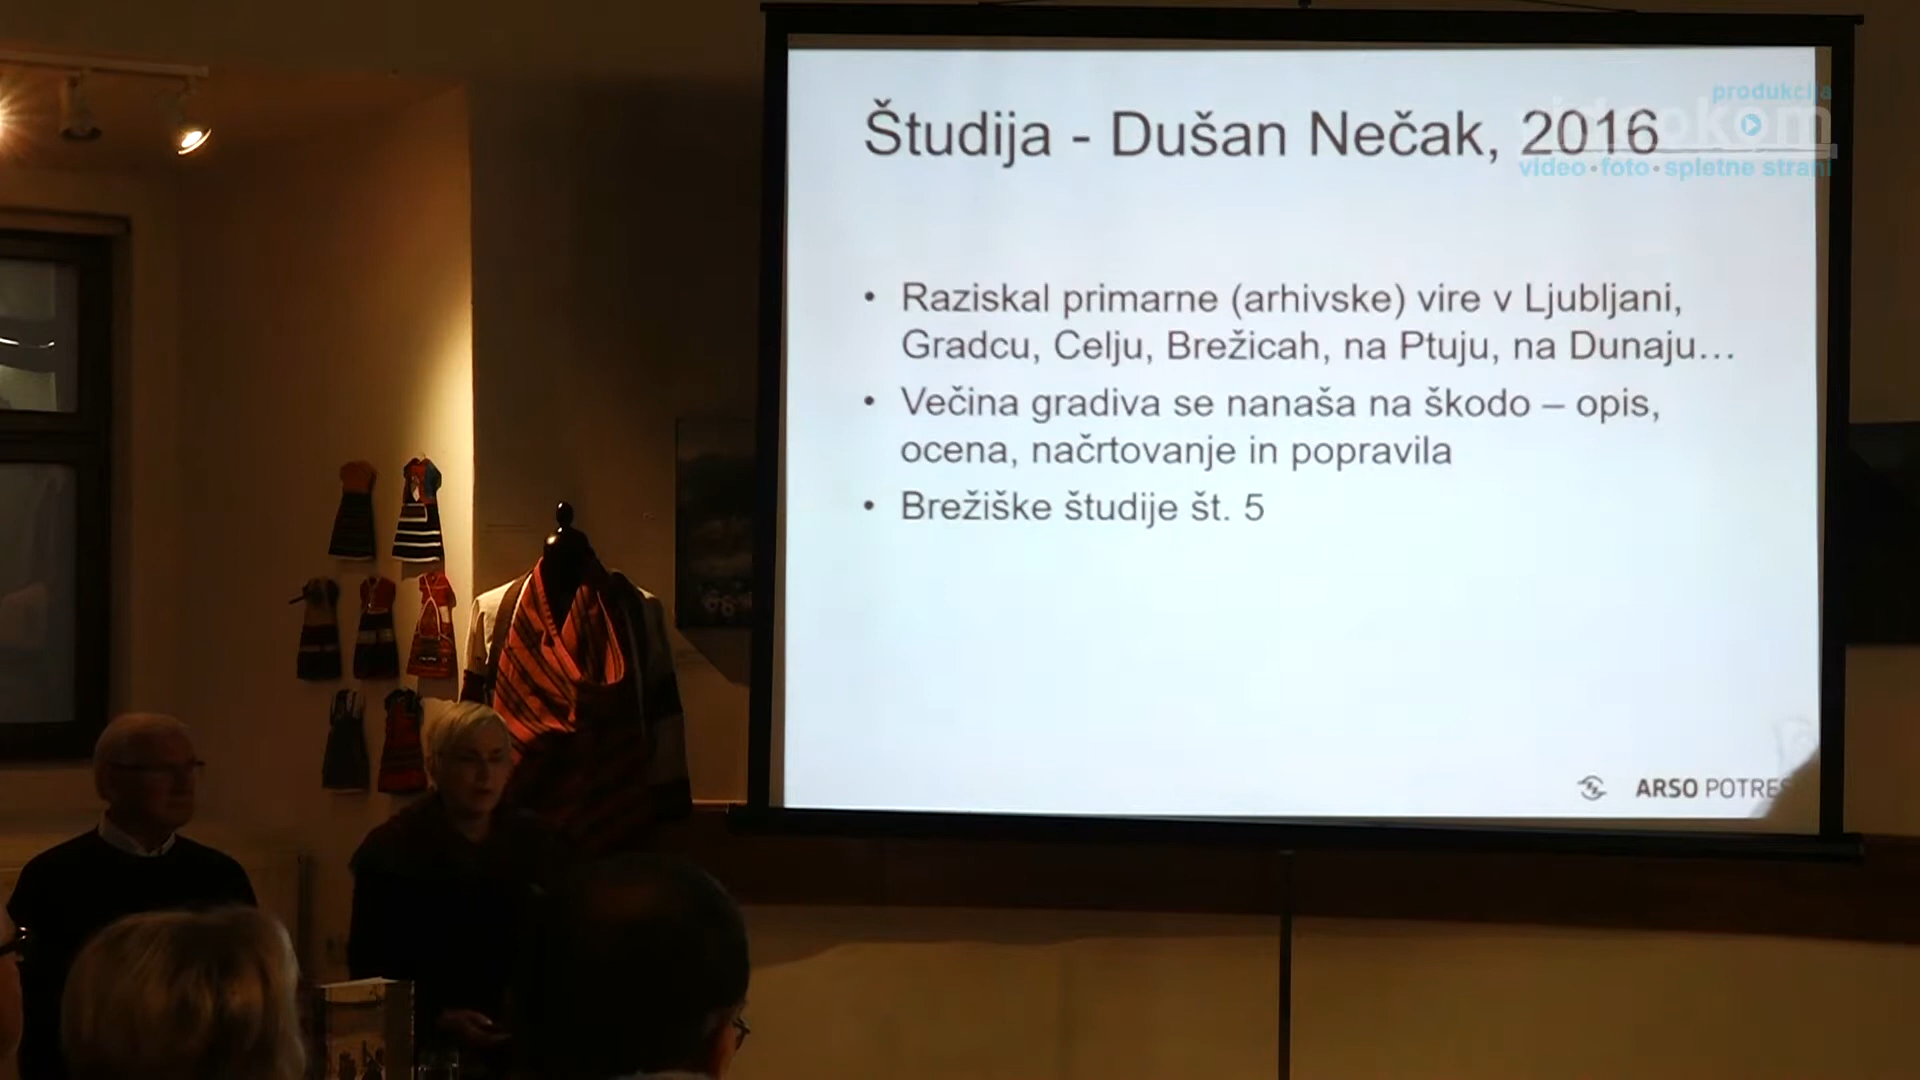 Študija - Dušan Nečak, 2016
produkcija
videokom
video•foto•spletne strani
• Raziskal primarne (arhivske) vire v Ljubljani,
Gradcu, Celju, Brežicah, na Ptuju, na Dunaju…
• Večina gradiva se nanaša na škodo – opis,
ocena, načrtovanje in popravila
• Brežiške študije št. 5
ARSO POTRES